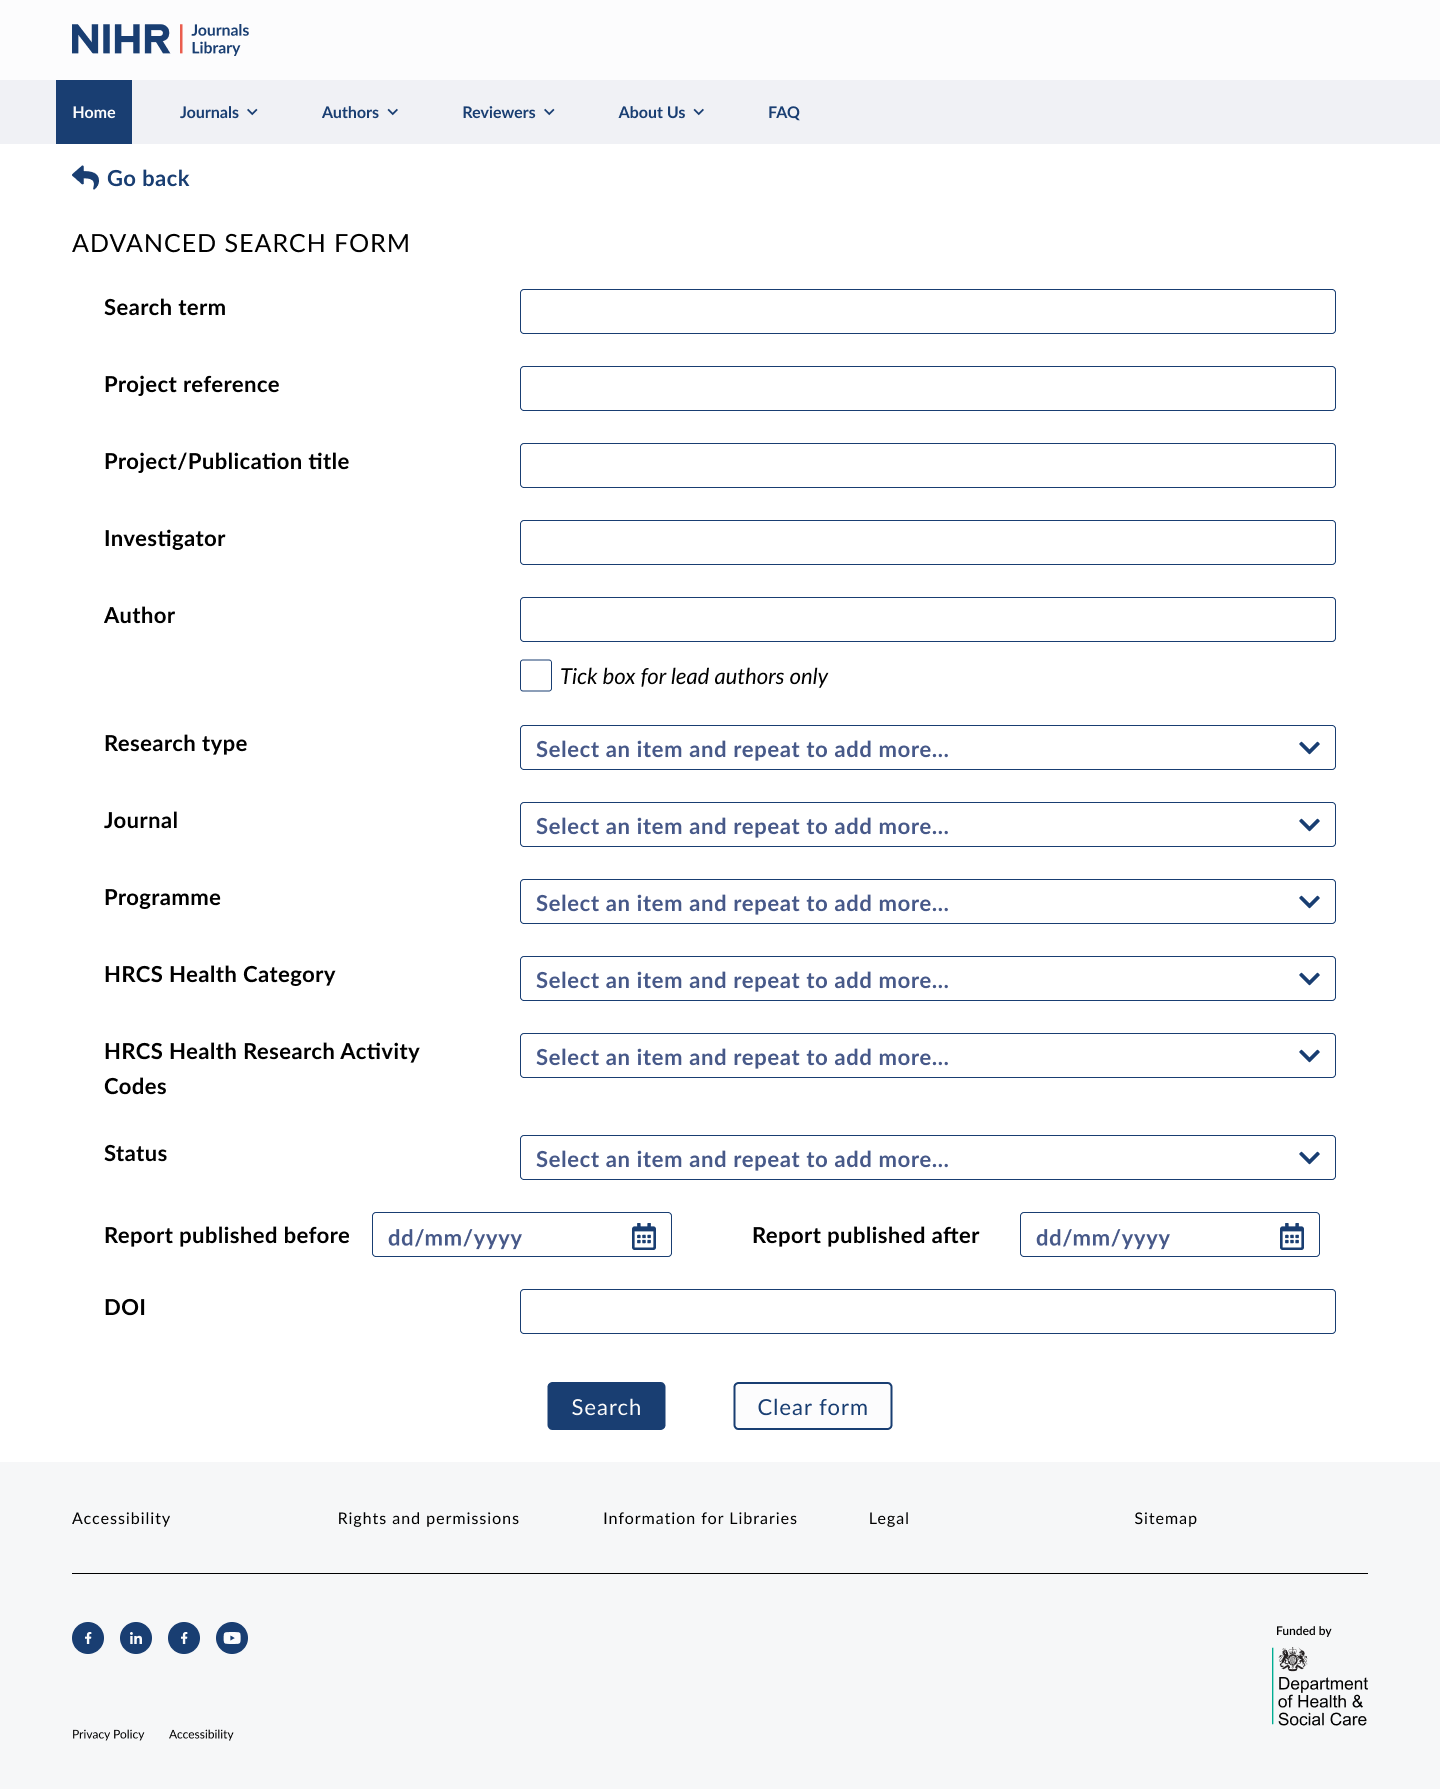 NIHR
Journals
Library
Home
Journals
Authors
Reviewers
About Us
FAQ
Go back
ADVANCED SEARCH FORM
Search term
Project reference
Project/Publication title
Investigator
Author
Tick box for lead authors only
Research type
Select an item and repeat to add more...
Journal
Select an item and repeat to add more...
Programme
Select an item and repeat to add more...
HRCS Health Category
Select an item and repeat to add more...
HRCS Health Research Activity
Codes
Select an item and repeat to add more...
Status
Select an item and repeat to add more...
Report published before
dd/mm/yyyy
Report published after
dd/mm/yyyy
DOI
Search
Clear form
Accessibility
Rights and permissions
Information for Libraries
Legal
Sitemap
Funded by
Department
of Health &
Social Care
Privacy Policy
Accessibility